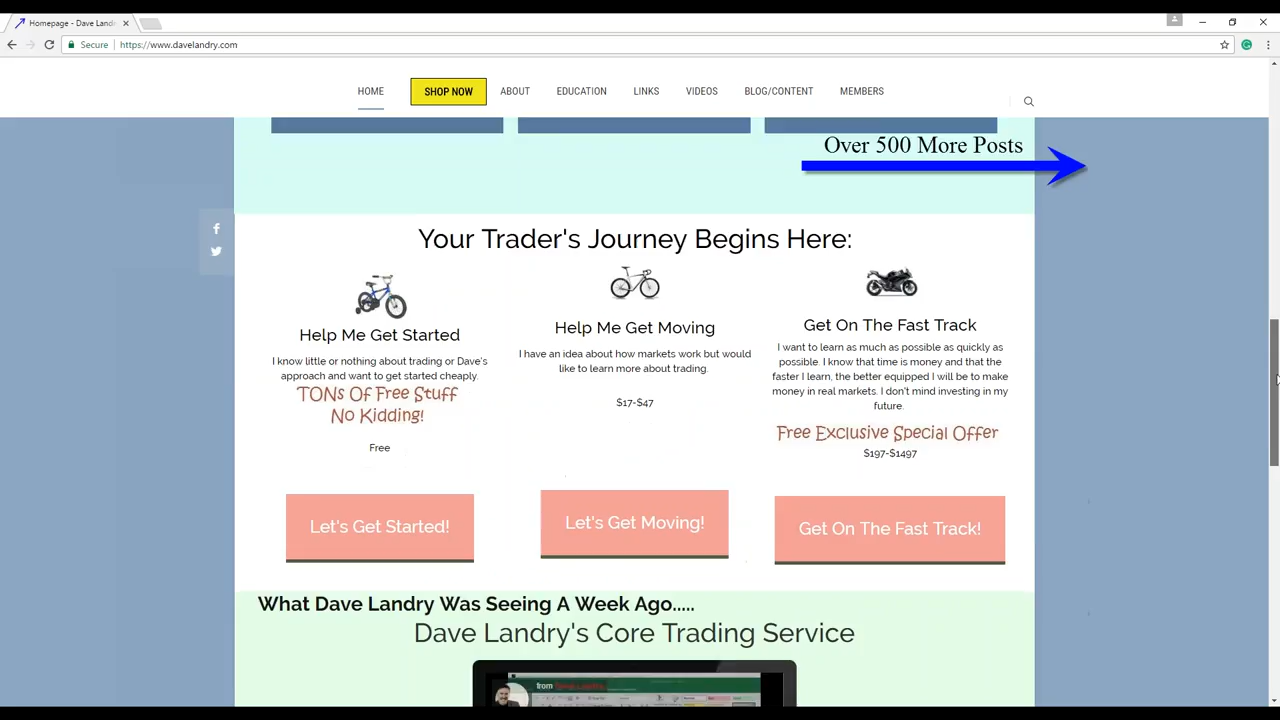 Homepage - Dave Landr
Secure
https://www.davelandry.com
HOME
SHOP NOW
ABOUT
EDUCATION
LINKS
VIDEOS
BLOG/CONTENT
MEMBERS
Over 500 More Posts
Your Trader's Journey Begins Here:
Help Me Get Started
I know little or nothing about trading or Dave's
approach and want to get started cheaply.
TONs Of Free Stuff
No Kidding!
Free
Let's Get Started!
Help Me Get Moving
I have an idea about how markets work but would
like to learn more about trading.
$17-$47
Let's Get Moving!
Get On The Fast Track
I want to learn as much as possible as quickly as
possible. I know that time is money and that the
faster I learn, the better equipped I will be to make
money in real markets. I don't mind investing in my
future.
Free Exclusive Special Offer
$197-$1497
Get On The Fast Track!
What Dave Landry Was Seeing A Week Ago.....
Dave Landry's Core Trading Service
from